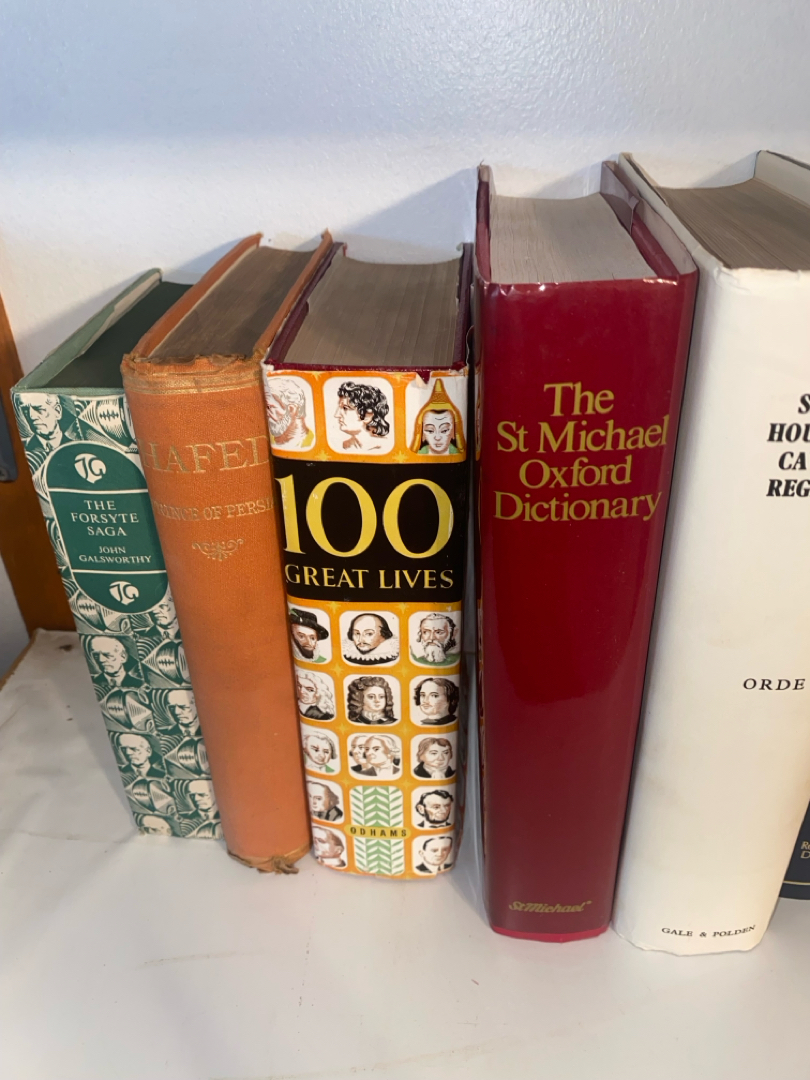 THE
FORSYTE
SAGA
JOHN
GALSWORTHY
HAFED
PRINCE OF PERSIA
100
GREAT LIVES
ODHAMS
The
St Michael
Oxford
Dictionary
St Michael
S
HOU
CA
REG
ORDE
GALE & POLDEN